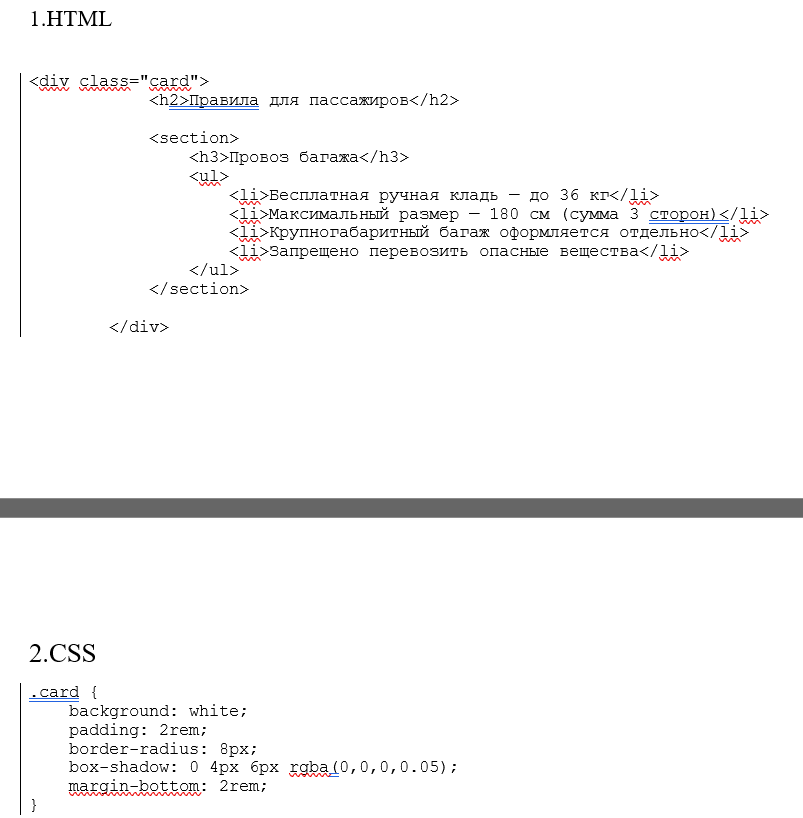 1.HTML
<div class="card">
<h2>Правила для пассажиров</h2>
<section>
<h3>Провоз багажа</h3>
<ul>
<li>Бесплатная ручная кладь — до 36 кг</li>
<li>Максимальный размер — 180 см (сумма 3 сторон)</li>
<li>Крупногабаритный багаж оформляется отдельно</li>
<li>Запрещено перевозить опасные вещества</li>
</ul>
</section>
</div>
2.CSS
.card {
background: white;
padding: 2rem;
border-radius: 8px;
box-shadow: 0 4px 6px rgba(0,0,0,0.05);
margin-bottom: 2rem;
}